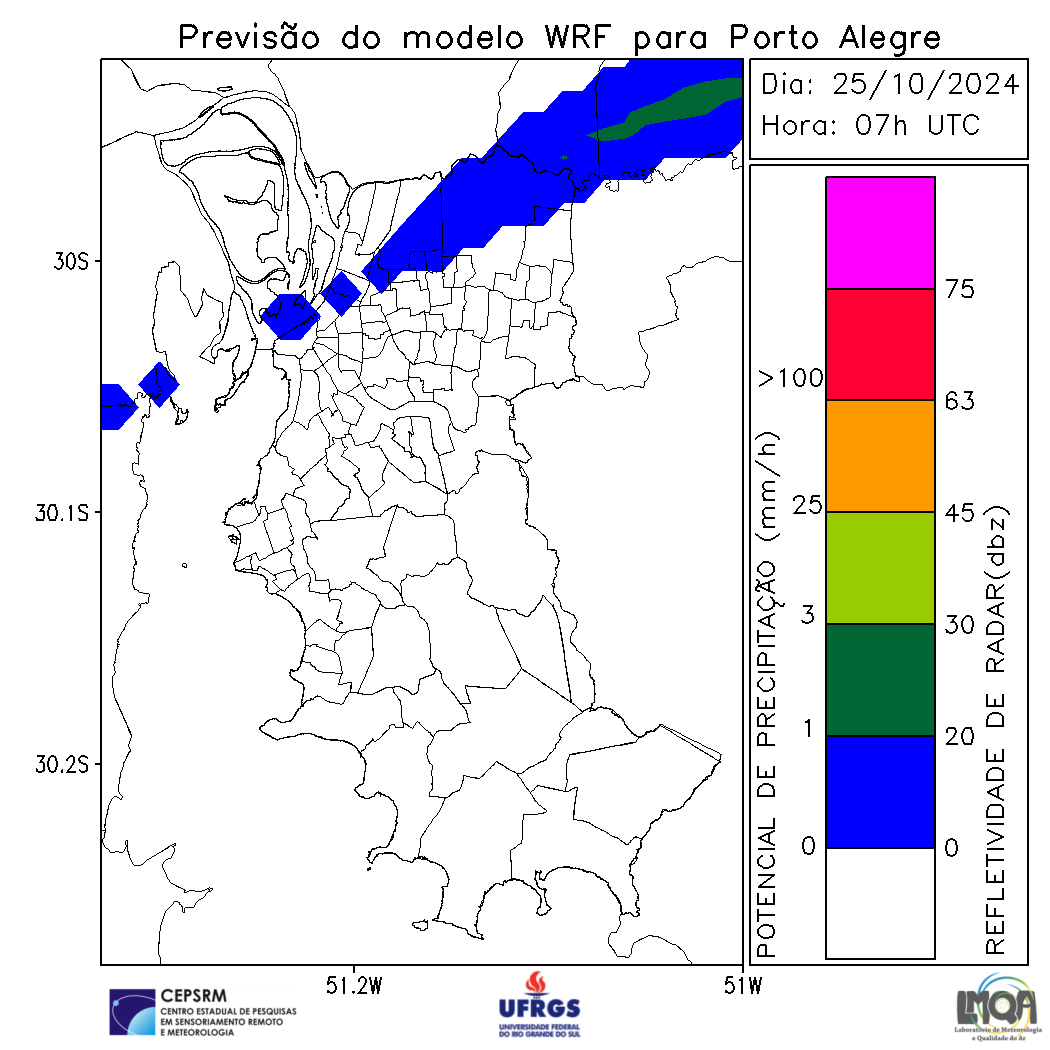 Previsão do modelo WRF para Porto Alegre
Dia: 25/10/2024
Hora: 07h UTC
30S
30.1S
30.2S
51.2W
51W
POTENCIAL DE PRECIPITAÇÃO (mm/h)
>100
25
3
1
0
75
63
45
30
20
0
REFLETIVIDADE DE RADAR(dbz)
CEPSRM
CENTRO ESTADUAL DE PESQUISAS
EM SENSORIAMENTO REMOTO
E METEOROLOGIA
UFRGS
UNIVERSIDADE FEDERAL
DO RIO GRANDE DO SUL
LMQA
Laboratório de Meteorologia
e Qualidade do Ar